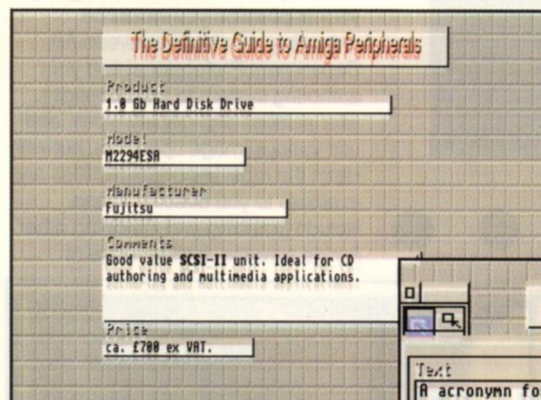 The Definitive Guide to Amiga Peripherals
Product
1.0 Gb Hard Disk Drive
Model
M2294ESA
Manufacturer
Fujitsu
Comments
Good value SCSI-II unit. Ideal for CD
authoring and multimedia applications.
Price
ca. £700 ex VAT.
Text
A acronymn fo